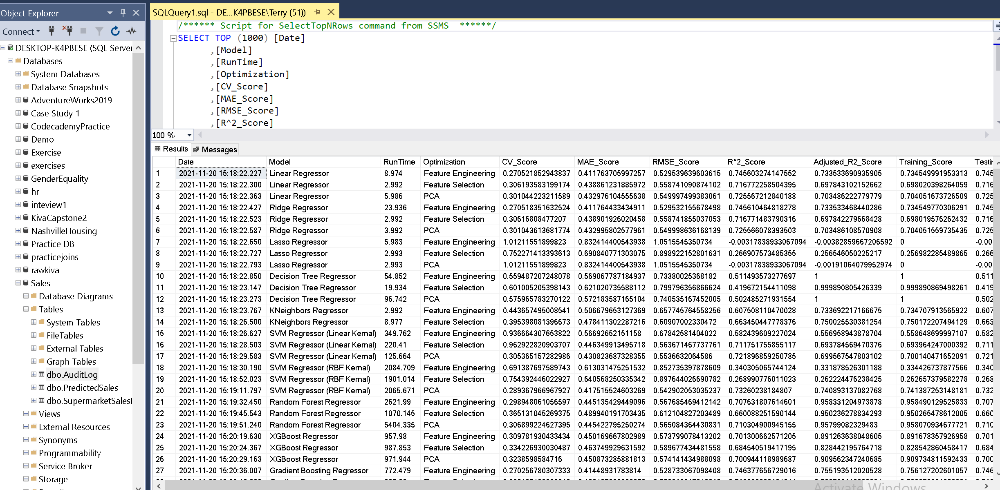 Object Explorer
Connect
DESKTOP-K4PBESE (SQL Server
Databases
System Databases
Database Snapshots
AdventureWorks2019
Case Study 1
CodecademyPractice
Demo
Exercise
exercises
GenderEquality
hr
inteview1
KivaCapstone2
NashvilleHousing
Practice DB
practicejoins
rawkiva
Sales
Database Diagrams
Tables
System Tables
FileTables
External Tables
Graph Tables
dbo.AuditLog
dbo.PredictedSales
dbo.SupermarketSalesI
Views
External Resources
Synonyms
Programmability
Service Broker
Storage
SQLQuery1.sql - DE...K4PBESE\Terry (51))
/****** Script for SelectTopNRows command from SSMS  ******/
SELECT TOP (1000) [Date]
,[Model]
,[RunTime]
,[Optimization]
,[CV_Score]
,[MAE_Score]
,[RMSE_Score]
,[R^2_Score]
100 %
Results Messages
Date Model RunTime Optimization CV_Score MAE_Score RMSE_Score R^2_Score Adjusted_R2_Score Training_Score Testin
1 2021-11-20 15:18:22.227 Linear Regressor 8.974 Feature Engineering 0.270521852943837 0.411763705997257 0.529539639603615 0.745603274147552 0.733533690935905 0.734549991953313 0.745
2 2021-11-20 15:18:22.300 Linear Regressor 2.992 Feature Selection 0.306193583199174 0.438861231885972 0.558741090874102 0.716772258504395 0.697843102152662 0.698020398264059 0.716
3 2021-11-20 15:18:22.363 Linear Regressor 5.986 PCA 0.301044223211589 0.432976104555638 0.549997499383061 0.725567212840188 0.703486222779779 0.704051673726509 0.725
4 2021-11-20 15:18:22.427 Ridge Regressor 23.936 Feature Engineering 0.270518351632524 0.411764433434911 0.529532155678498 0.745610464818278 0.733533468440286 0.734549770306291 0.745
5 2021-11-20 15:18:22.523 Ridge Regressor 2.992 Feature Selection 0.30616808477207 0.438901926020458 0.558741855037053 0.716771483790316 0.697842279668428 0.698019576262432 0.716
6 2021-11-20 15:18:22.587 Ridge Regressor 3.992 PCA 0.301043613681774 0.432995802577961 0.549998636168139 0.725566078393503 0.703486108570908 0.704051559735435 0.725
7 2021-11-20 15:18:22.650 Lasso Regressor 5.983 Feature Engineering 1.01211551899823 0.832414400543938 1.0515545350734 -0.00317838933067094 -0.00382859667206592 0 -0.00
8 2021-11-20 15:18:22.727 Lasso Regressor 2.993 Feature Selection 0.752271413393613 0.690840771303075 0.898922152801631 0.266907573485355 0.256546050225217 0.256982285489865 0.266
9 2021-11-20 15:18:22.793 Lasso Regressor 2.993 PCA 1.01211551899823 0.832414400543938 1.0515545350734 -0.00317838933067094 -0.00191064079952974 0 -0.00
10 2021-11-20 15:18:22.850 Decision Tree Regressor 54.852 Feature Engineering 0.559487207248078 0.569067787184937 0.73380025368182 0.511493573277697 1 1 0.511
11 2021-11-20 15:18:23.147 Decision Tree Regressor 19.934 Feature Selection 0.601005205398143 0.621020735588112 0.799796356866624 0.419672154411098 0.999890805426339 0.999890869498261 0.419
12 2021-11-20 15:18:23.273 Decision Tree Regressor 96.742 PCA 0.575965783270122 0.572183587165104 0.740535167452005 0.502485271931554 1 1 0.502
13 2021-11-20 15:18:23.767 KNeighbors Regressor 2.992 Feature Engineering 0.443657495008541 0.506679653127369 0.657745764558256 0.607508110470028 0.733692217166675 0.734707913565922 0.607
14 2021-11-20 15:18:26.500 KNeighbors Regressor 8.977 Feature Selection 0.395398081396673 0.478411302287216 0.60907002330472 0.663450447778376 0.750025530381254 0.750172207494129 0.663
15 2021-11-20 15:18:26.627 SVM Regressor (Linear Kernal) 349.762 Feature Engineering 0.936664307653822 0.56692652151158 0.67842581404022 0.582439609227024 0.556958943878704 0.558648699997107 0.582
16 2021-11-20 15:18:28.503 SVM Regressor (Linear Kernal) 220.41 Feature Selection 0.962922820903707 0.446349913495718 0.563671467737761 0.711751755855117 0.693784569470376 0.693964247000392 0.711
17 2021-11-20 15:18:29.583 SVM Regressor (Linear Kernal) 125.664 PCA 0.305365157282986 0.430823687328355 0.5536632064586 0.721896859250785 0.699567547803102 0.700140471652091 0.721
18 2021-11-20 15:18:30.190 SVM Regressor (RBF Kernal) 2084.709 Feature Engineering 0.691387697589743 0.613031475251532 0.852735397878609 0.340305065744124 0.331878526301188 0.334426737877566 0.340
19 2021-11-20 15:18:52.023 SVM Regressor (RBF Kernal) 1901.014 Feature Selection 0.754392446022927 0.640568250335342 0.897644026690782 0.268990776011023 0.262224476238425 0.262657379582278 0.268
20 2021-11-20 15:19:11.797 SVM Regressor (RBF Kernal) 2065.671 PCA 0.289367966967927 0.417515524603269 0.542902053035237 0.73260238184807 0.740893137082768 0.741387253148181 0.732
21 2021-11-20 15:19:32.450 Random Forest Regressor 2621.99 Feature Engineering 0.298948061056597 0.445135429449096 0.567685469412142 0.707631807614601 0.958331204973878 0.958490129525833 0.707
22 2021-11-20 15:19:45.543 Random Forest Regressor 1070.145 Feature Selection 0.365131045269375 0.489940191703435 0.612104827203489 0.660088251590144 0.950236278834293 0.950265478612005 0.660
23 2021-11-20 15:19:51.240 Random Forest Regressor 5404.335 PCA 0.306899224627395 0.445422795250274 0.565084364430831 0.710304900945155 0.95799082329483 0.958070934677721 0.710
24 2021-11-20 15:20:19.630 XGBoost Regressor 957.98 Feature Engineering 0.309781930433434 0.450169667802989 0.573799078413202 0.701300662571205 0.891263638048605 0.891678357926958 0.701
25 2021-11-20 15:20:24.367 XGBoost Regressor 987.853 Feature Selection 0.334226930030487 0.463749929631592 0.589677434481558 0.684540519417195 0.828442195764718 0.828542860458417 0.684
26 2021-11-20 15:20:29.163 XGBoost Regressor 971.944 PCA 0.3238598584716 0.450873285881813 0.574141434988098 0.700944118989687 0.909562347240685 0.909734811592433 0.700
27 2021-11-20 15:20:36.007 Gradient Boosting Regressor 772.479 Feature Engineering 0.270256780307333 0.41448931783814 0.528733067098408 0.746377656729016 0.755193512020528 0.756127202601057 0.746
Activate Windows